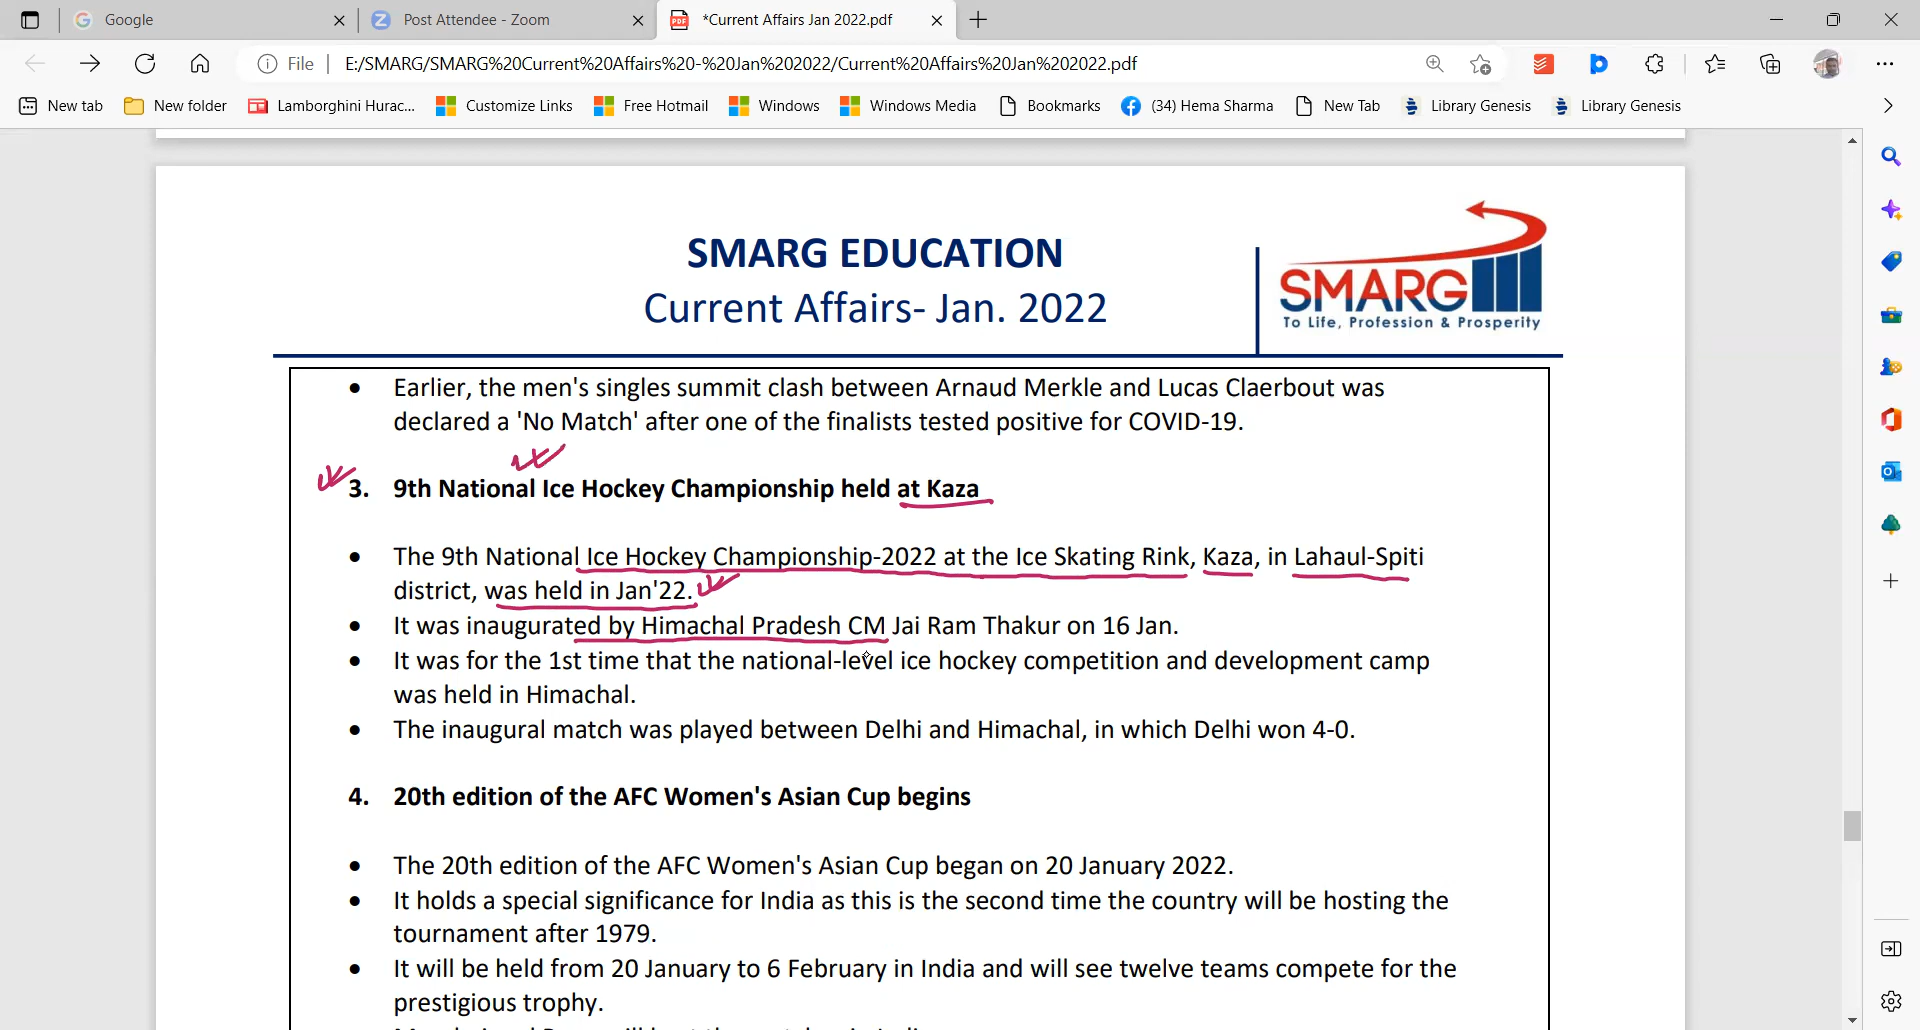 Google
Post Attendee - Zoom
*Current Affairs Jan 2022.pdf
File
E:/SMARG/SMARG%20Current%20Affairs%20-%20Jan%202022/Current%20Affairs%20Jan%202022.pdf
New tab
New folder
Lamborghini Hurac...
Customize Links
Free Hotmail
Windows
Windows Media
Bookmarks
(34) Hema Sharma
New Tab
Library Genesis
Library Genesis
SMARG EDUCATION
Current Affairs- Jan. 2022
SMARG
To Life, Profession & Prosperity
• Earlier, the men's singles summit clash between Arnaud Merkle and Lucas Claerbout was
declared a 'No Match' after one of the finalists tested positive for COVID-19.
3. 9th National Ice Hockey Championship held at Kaza
• The 9th National Ice Hockey Championship-2022 at the Ice Skating Rink, Kaza, in Lahaul-Spiti
district, was held in Jan'22.
• It was inaugurated by Himachal Pradesh CM Jai Ram Thakur on 16 Jan.
• It was for the 1st time that the national-level ice hockey competition and development camp
was held in Himachal.
• The inaugural match was played between Delhi and Himachal, in which Delhi won 4-0.
4. 20th edition of the AFC Women's Asian Cup begins
• The 20th edition of the AFC Women's Asian Cup began on 20 January 2022.
• It holds a special significance for India as this is the second time the country will be hosting the
tournament after 1979.
• It will be held from 20 January to 6 February in India and will see twelve teams compete for the
prestigious trophy.